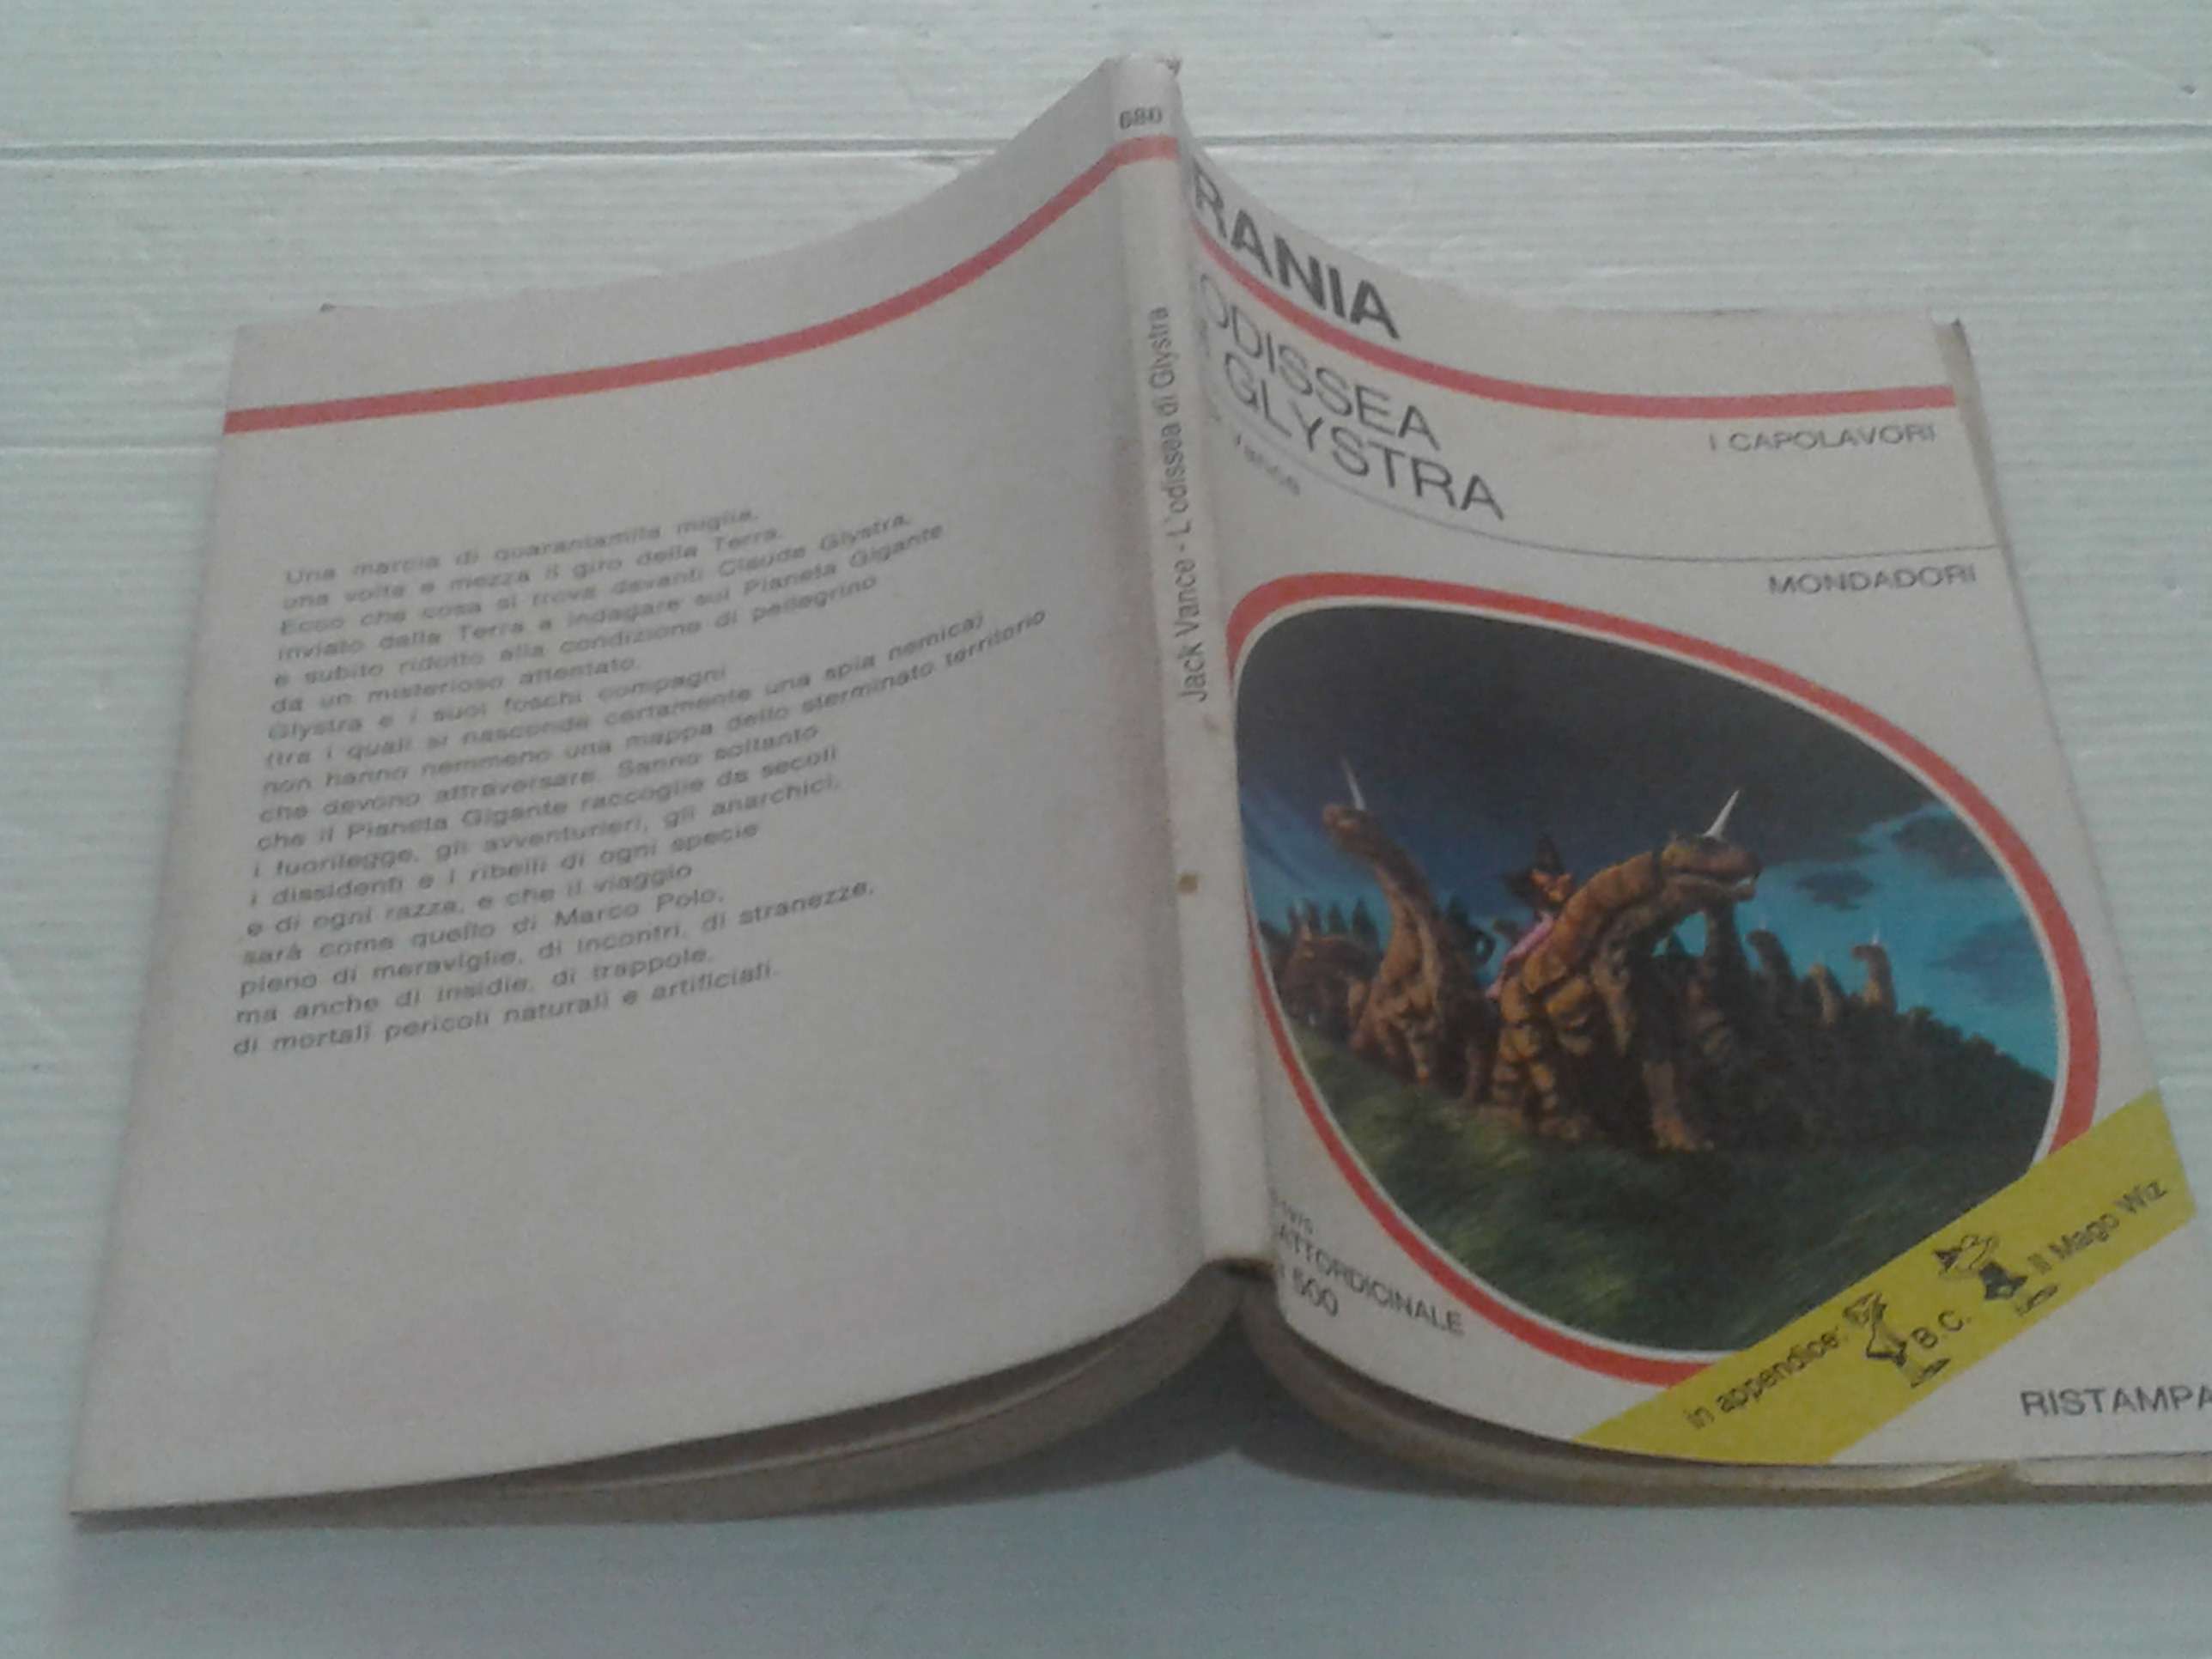 Una marcia di quarantamila miglia,
una volta e mezza il giro della Terra.
Ecco che cosa si trova davanti Claude Glystra,
inviato dalla Terra a indagare sul Pianeta Gigante
e subito ridotto alla condizione di pellegrino
da un misterioso attentato.
Glystra e i suoi foschi compagni
(tra i quali si nasconde certamente una spia nemica)
non hanno nemmeno una mappa dello sterminato territorio
che devono attraversare. Sanno soltanto
che il Pianeta Gigante raccoglie da secoli
i fuorilegge, gli avventurieri, gli anarchici,
i dissidenti e i ribelli di ogni specie
e di ogni razza, e che il viaggio
sarà come quello di Marco Polo,
pieno di meraviglie, di incontri, di stranezze,
ma anche di insidie, di trappole,
di mortali pericoli naturali e artificiali.
680
Jack Vance - L'odissea di Glystra
RANIA
ODISSEA
GLYSTRA
Vance
I CAPOLAVORI
MONDADORI
ATTORDICINALE
500
in appendice: B.C. Il Mago Wiz
RISTAMPA